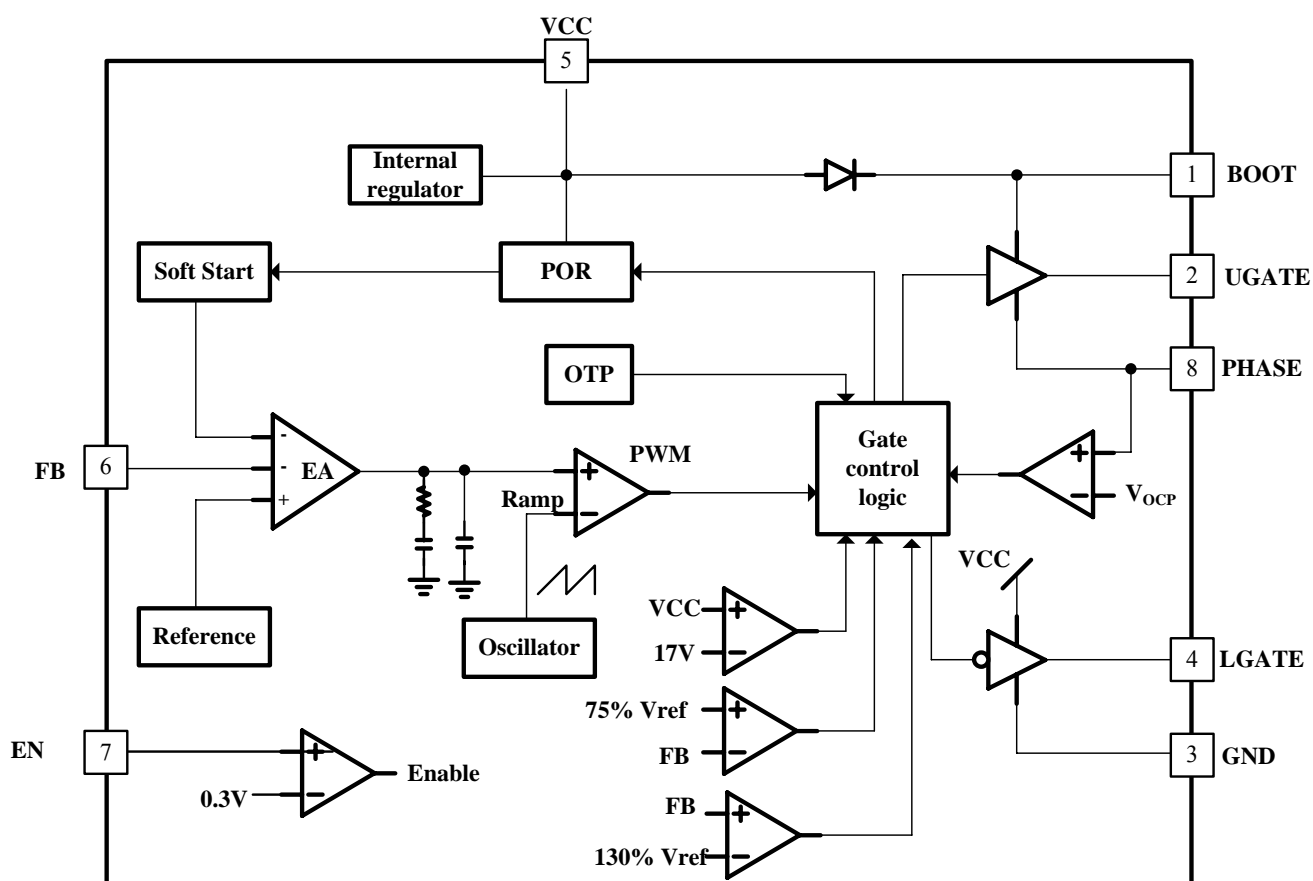 VCC
5
Internal
regulator
1
BOOT
Soft Start
POR
2
UGATE
OTP
8
PHASE
FB
6
-
-
+
EA
PWM
Ramp
+
−
Gate
control
logic
+
−
VOCP
VCC
Reference
Oscillator
VCC
17V
+
−
4
LGATE
75% Vref
FB
+
−
EN
7
0.3V
+
−
Enable
3
GND
FB
130% Vref
+
−